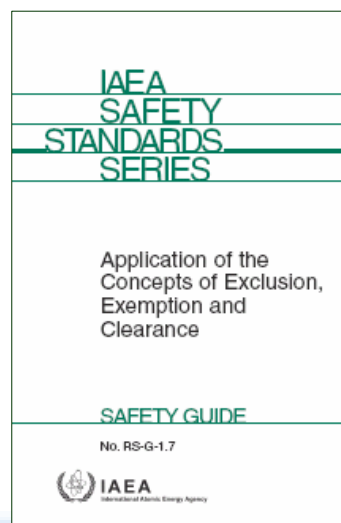 IAEA
SAFETY
STANDARDS
SERIES
Application of the
Concepts of Exclusion,
Exemption and
Clearance
SAFETY GUIDE
No. RS-G-1.7
IAEA
International Atomic Energy Agency